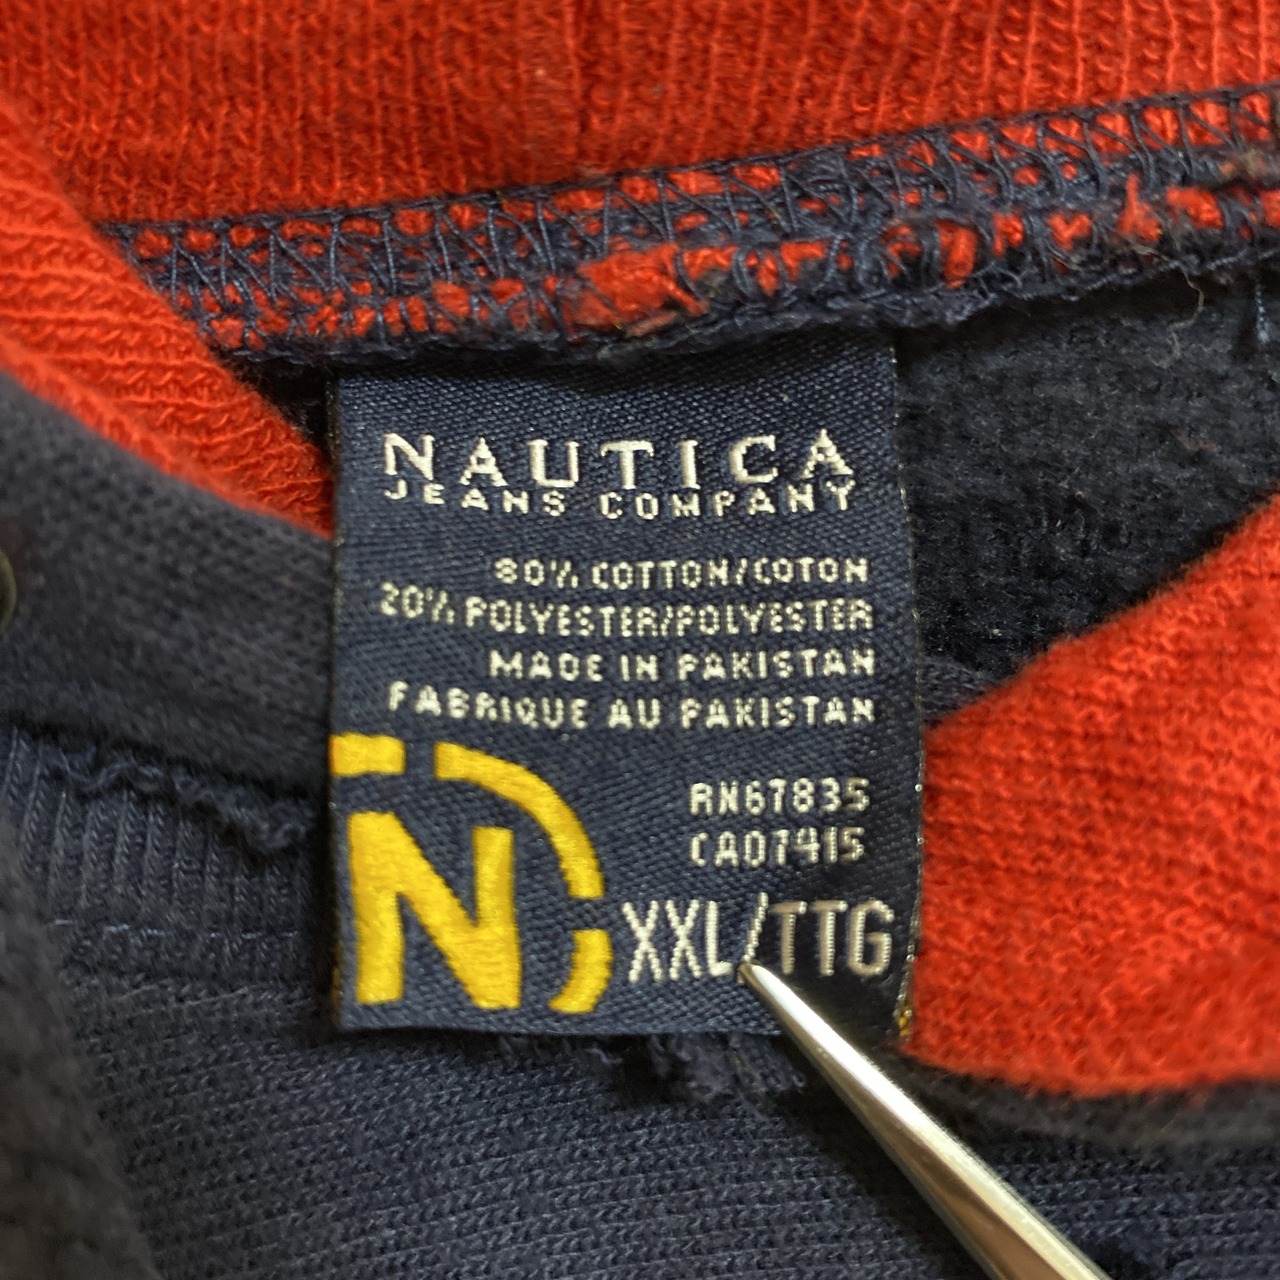 NAUTICA
JEANS COMPANY
80% COTTON/COTON
20% POLYESTER/POLYESTER
MADE IN PAKISTAN
FABRIQUE AU PAKISTAN
RN67835
CA07415
N
XXL/TTG